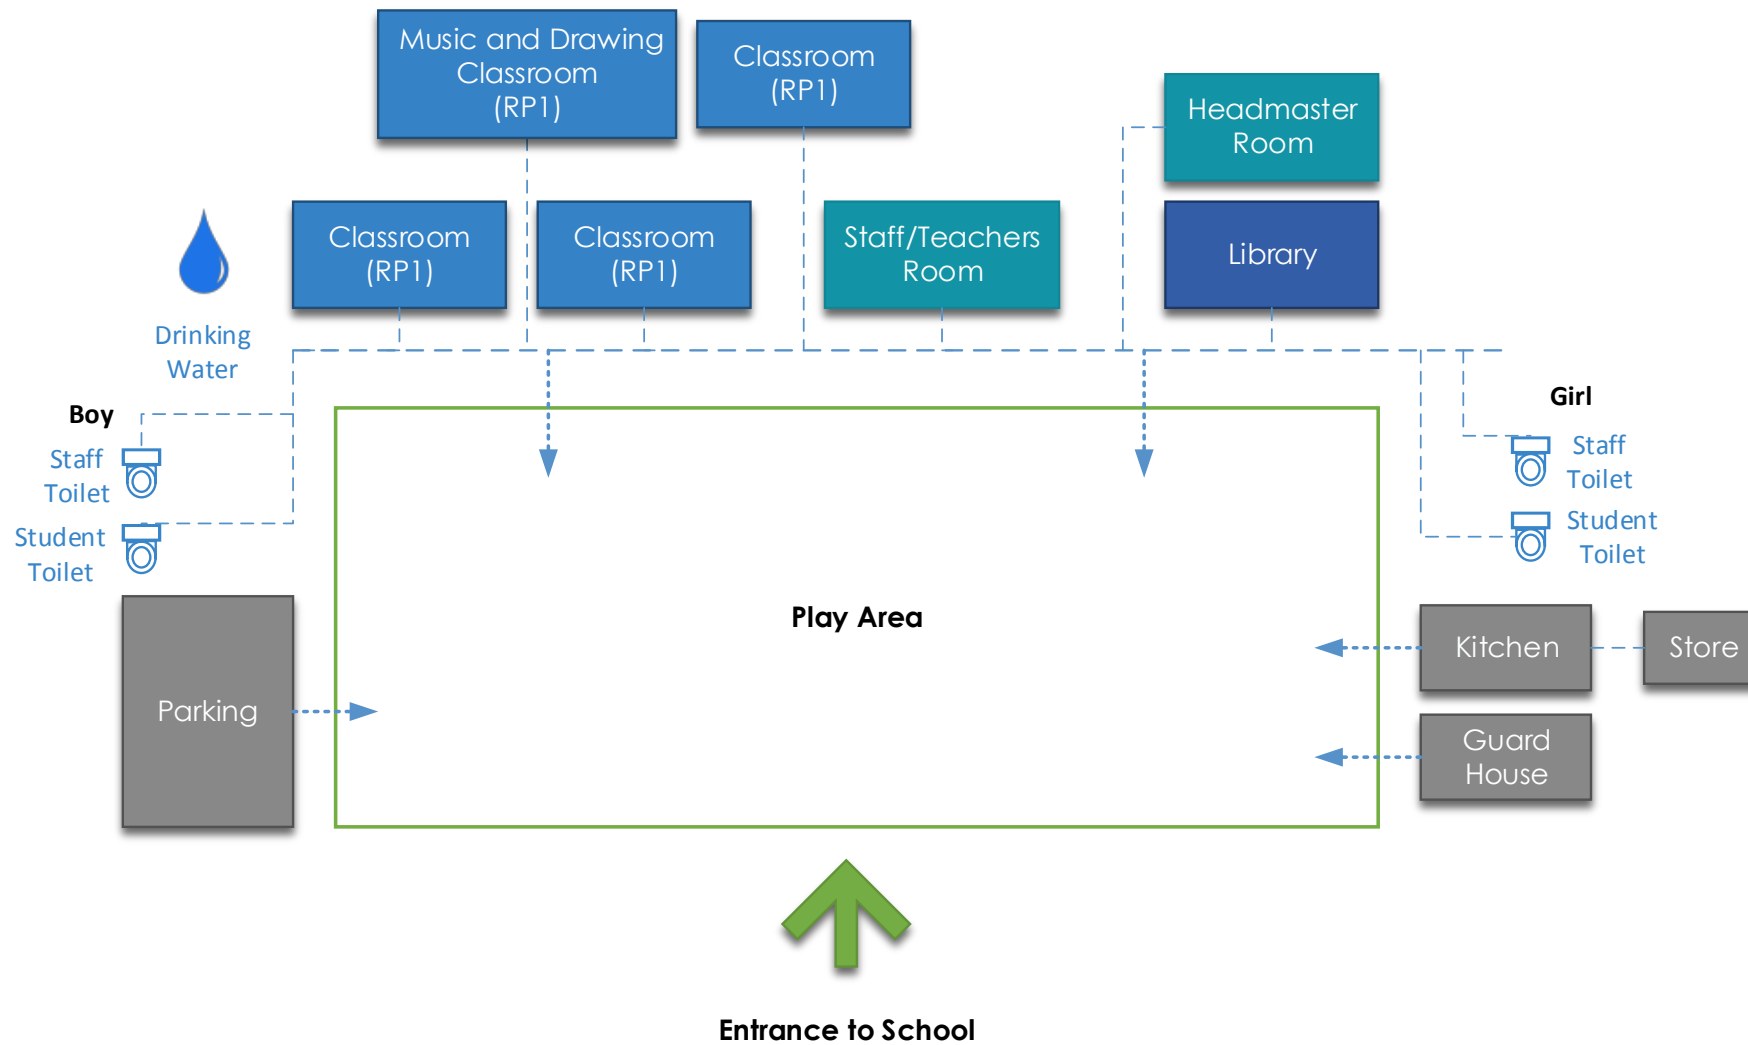 Music and Drawing
Classroom
(RP1)
Classroom
(RP1)
Headmaster
Room
Classroom
(RP1)
Classroom
(RP1)
Staff/Teachers
Room
Library
Drinking
Water
Boy
Staff
Toilet
Student
Toilet
Girl
Staff
Toilet
Student
Toilet
Play Area
Parking
Kitchen
Store
Guard
House
Entrance to School